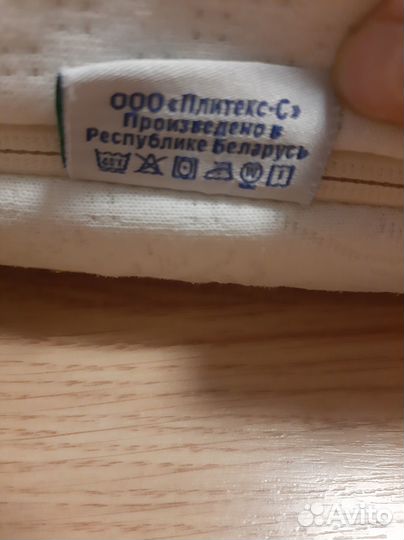 ООО «Плитекс-С»
Произведено в
Республике Беларусь
Avito